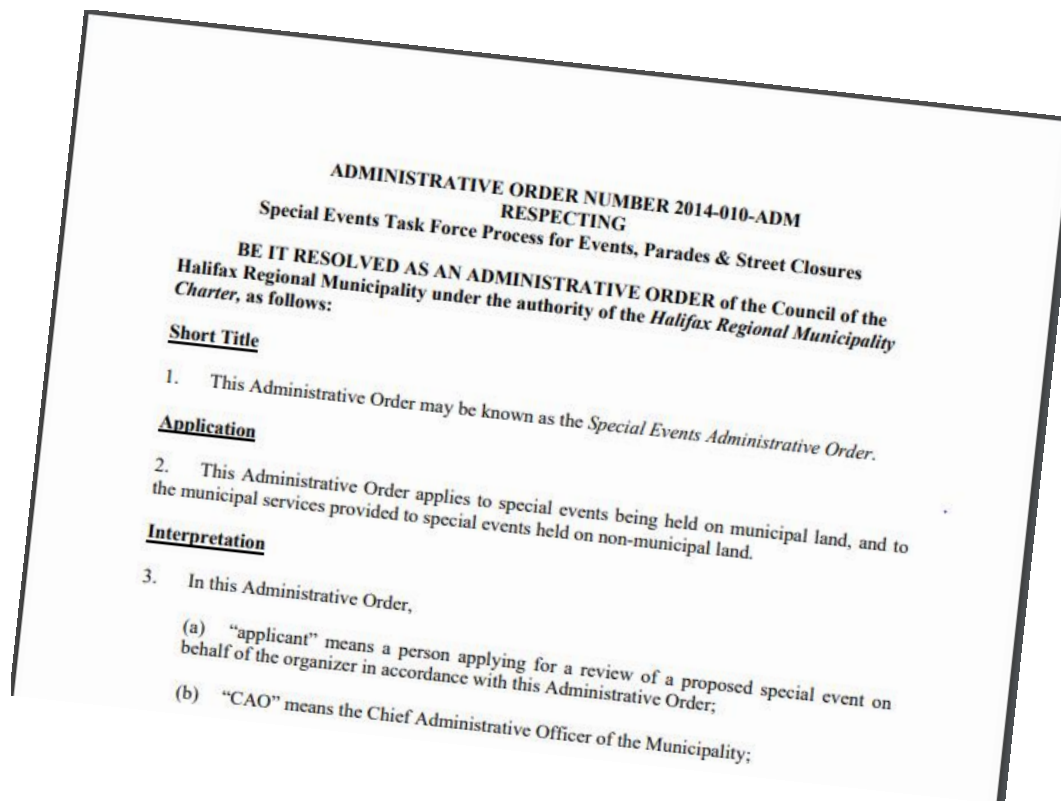 ADMINISTRATIVE ORDER NUMBER 2014-010-ADM
RESPECTING
Special Events Task Force Process for Events, Parades & Street Closures
BE IT RESOLVED AS AN ADMINISTRATIVE ORDER of the Council of the
Halifax Regional Municipality under the authority of the Halifax Regional Municipality
Charter, as follows:
Short Title
1. This Administrative Order may be known as the Special Events Administrative Order.
Application
2. This Administrative Order applies to special events being held on municipal land, and to
the municipal services provided to special events held on non-municipal land.
Interpretation
3. In this Administrative Order,
(a) “applicant” means a person applying for a review of a proposed special event on
behalf of the organizer in accordance with this Administrative Order;
(b) “CAO” means the Chief Administrative Officer of the Municipality;